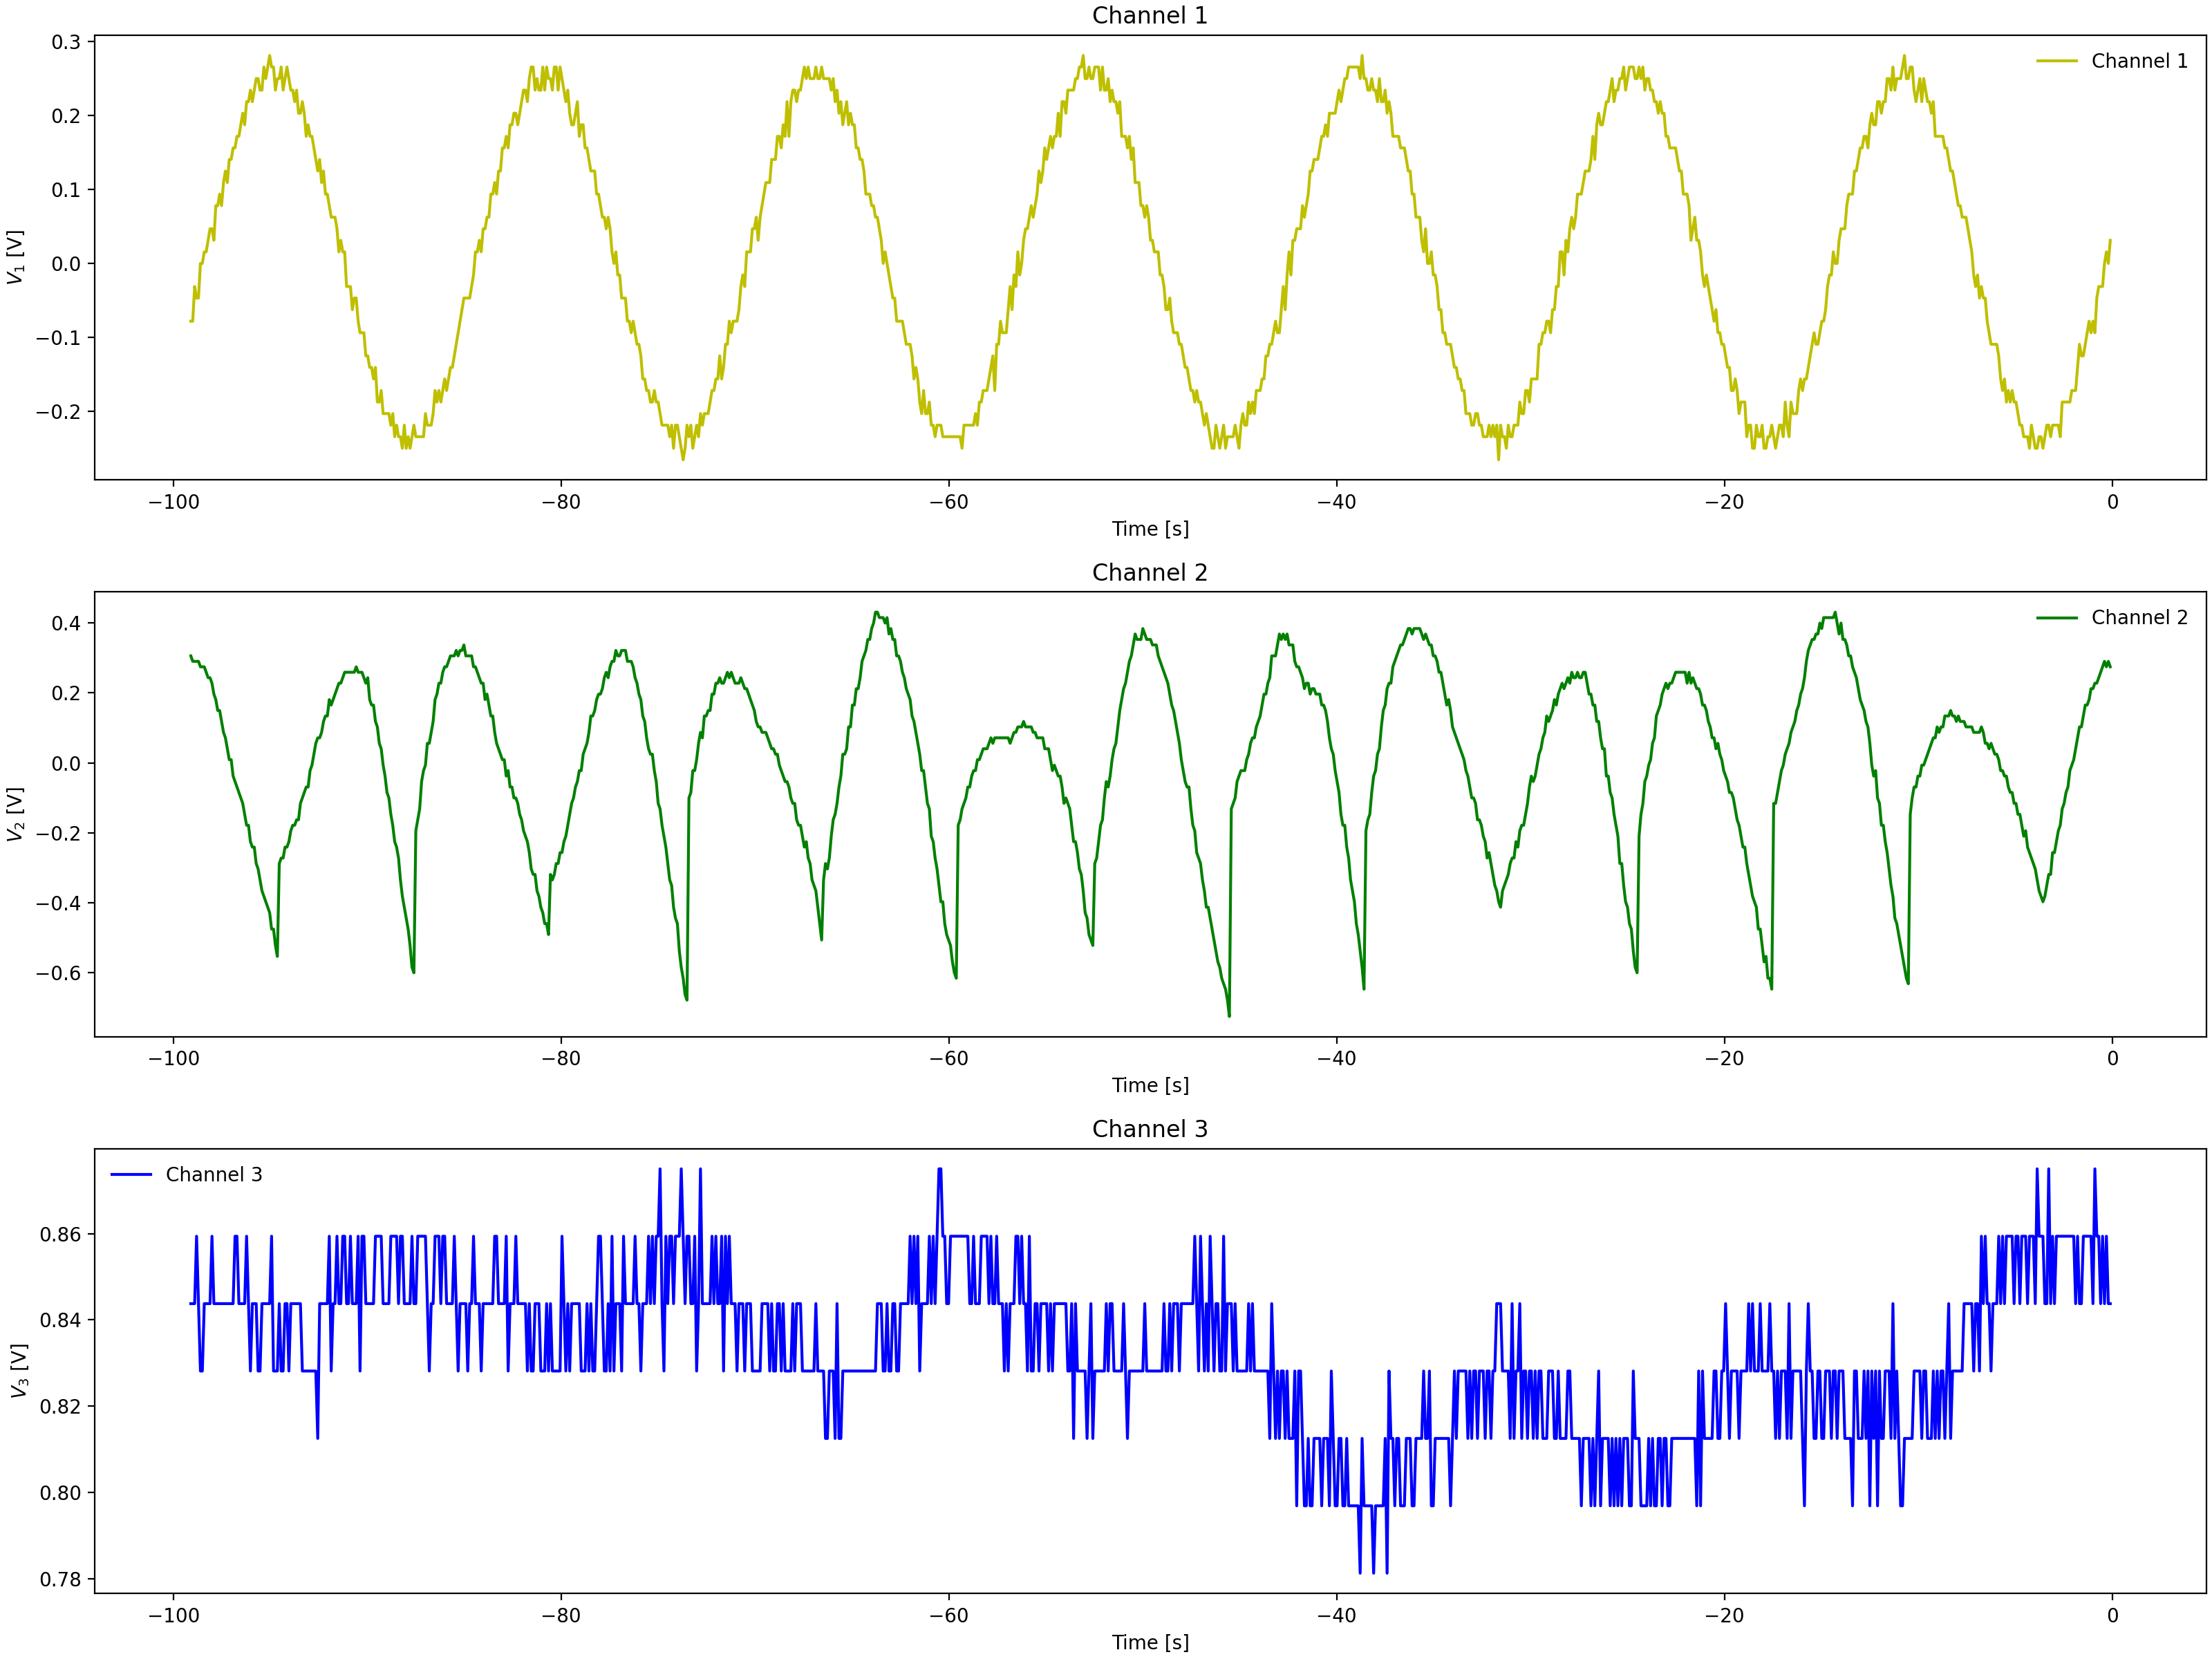 Channel 1
0.3
0.2
0.1
0.0
−0.1
−0.2
V1 [V]
Channel 1
−100 −80 −60 −40 −20 0
Time [s]
Channel 2
0.4
0.2
0.0
−0.2
−0.4
−0.6
V2 [V]
Channel 2
−100 −80 −60 −40 −20 0
Time [s]
Channel 3
Channel 3
0.86
0.84
0.82
0.80
0.78
V3 [V]
−100 −80 −60 −40 −20 0
Time [s]